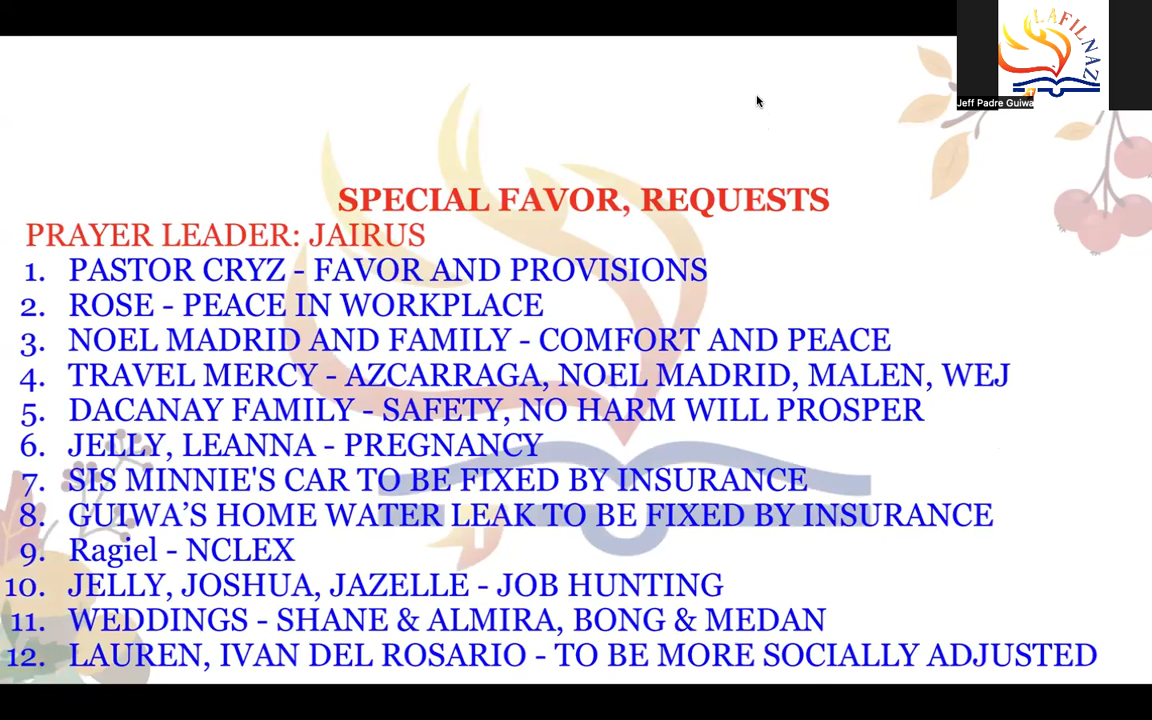 LAFILNAZ
Jeff Padre Guiwa
SPECIAL FAVOR, REQUESTS
PRAYER LEADER: JAIRUS
1. PASTOR CRYZ - FAVOR AND PROVISIONS
2. ROSE - PEACE IN WORKPLACE
3. NOEL MADRID AND FAMILY - COMFORT AND PEACE
4. TRAVEL MERCY - AZCARRAGA, NOEL MADRID, MALEN, WEJ
5. DACANAY FAMILY - SAFETY, NO HARM WILL PROSPER
6. JELLY, LEANNA - PREGNANCY
7. SIS MINNIE'S CAR TO BE FIXED BY INSURANCE
8. GUIWA’S HOME WATER LEAK TO BE FIXED BY INSURANCE
9. Ragiel - NCLEX
10. JELLY, JOSHUA, JAZELLE - JOB HUNTING
11. WEDDINGS - SHANE & ALMIRA, BONG & MEDAN
12. LAUREN, IVAN DEL ROSARIO - TO BE MORE SOCIALLY ADJUSTED